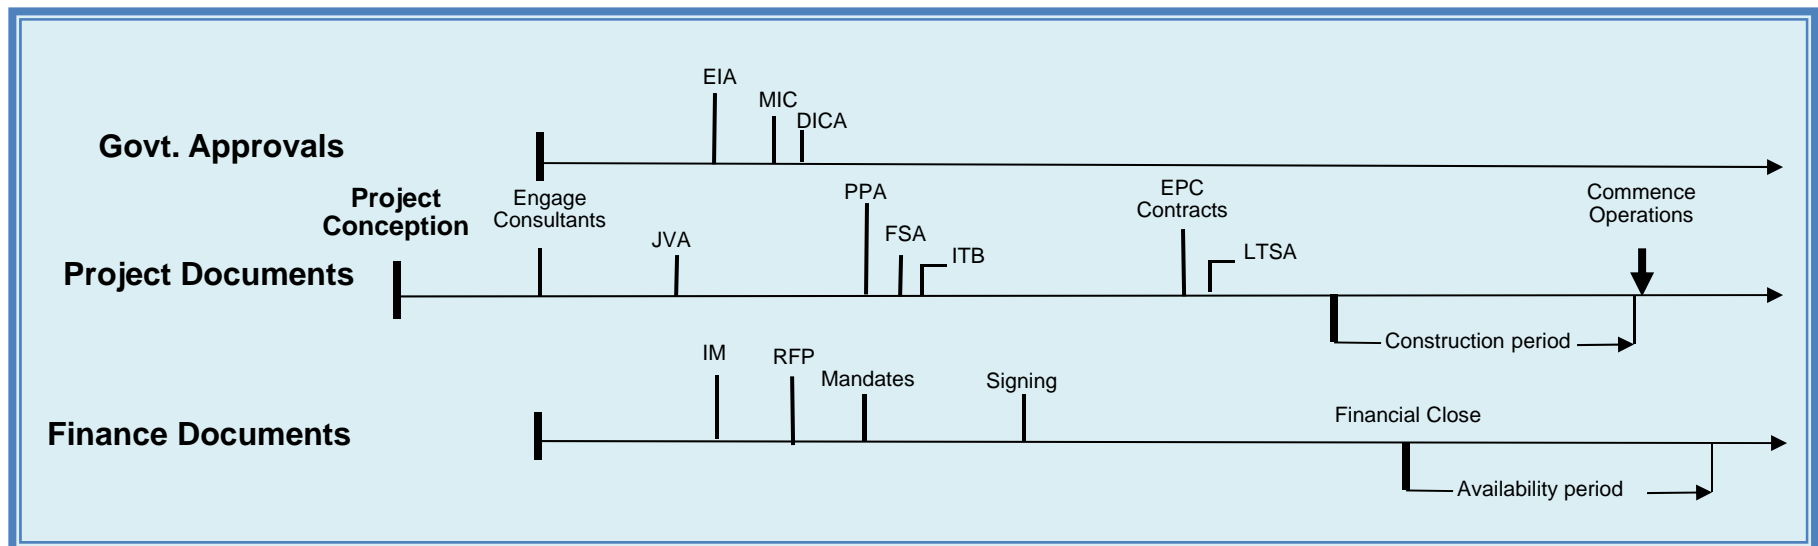 EIA
MIC
DICA
Govt. Approvals
Project
Conception
Engage
Consultants
JVA
PPA
FSA
ITB
EPC
Contracts
LTSA
Commence
Operations
Project Documents
Construction period
IM
RFP
Mandates
Signing
Financial Close
Finance Documents
Availability period